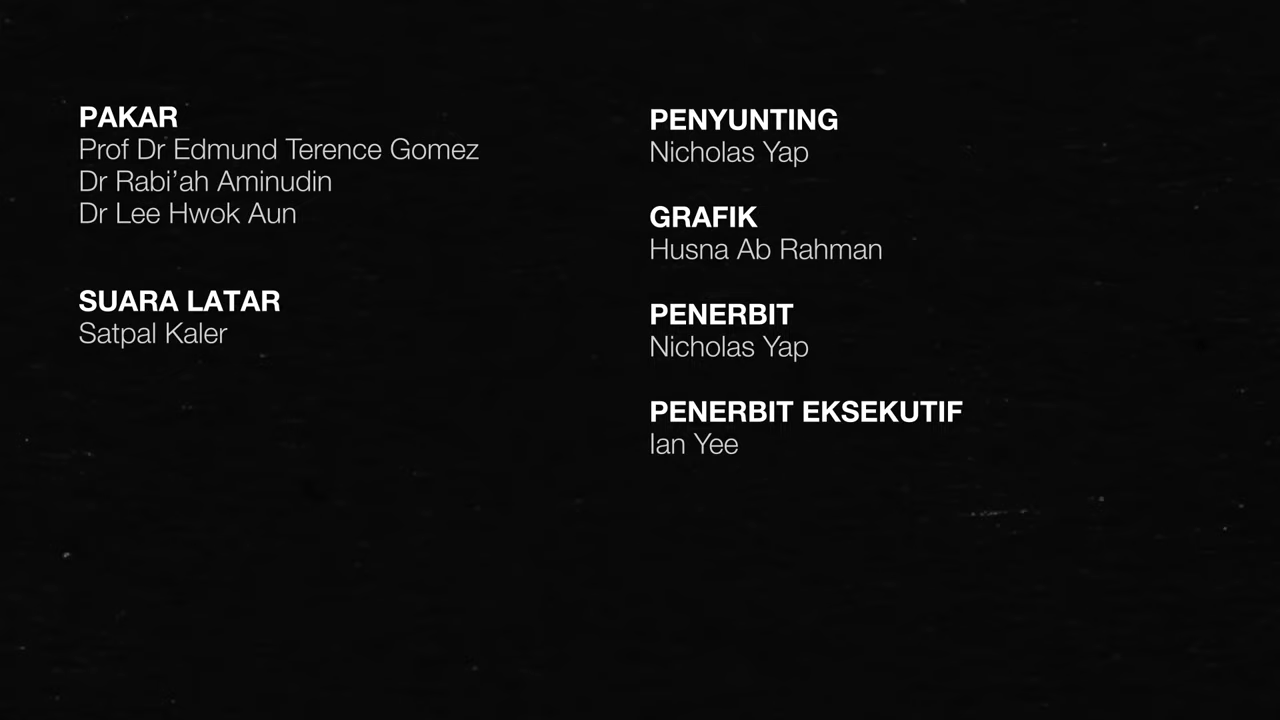 PAKAR
Prof Dr Edmund Terence Gomez
Dr Rabi’ah Aminudin
Dr Lee Hwok Aun
SUARA LATAR
Satpal Kaler
PENYUNTING
Nicholas Yap
GRAFIK
Husna Ab Rahman
PENERBIT
Nicholas Yap
PENERBIT EKSEKUTIF
Ian Yee